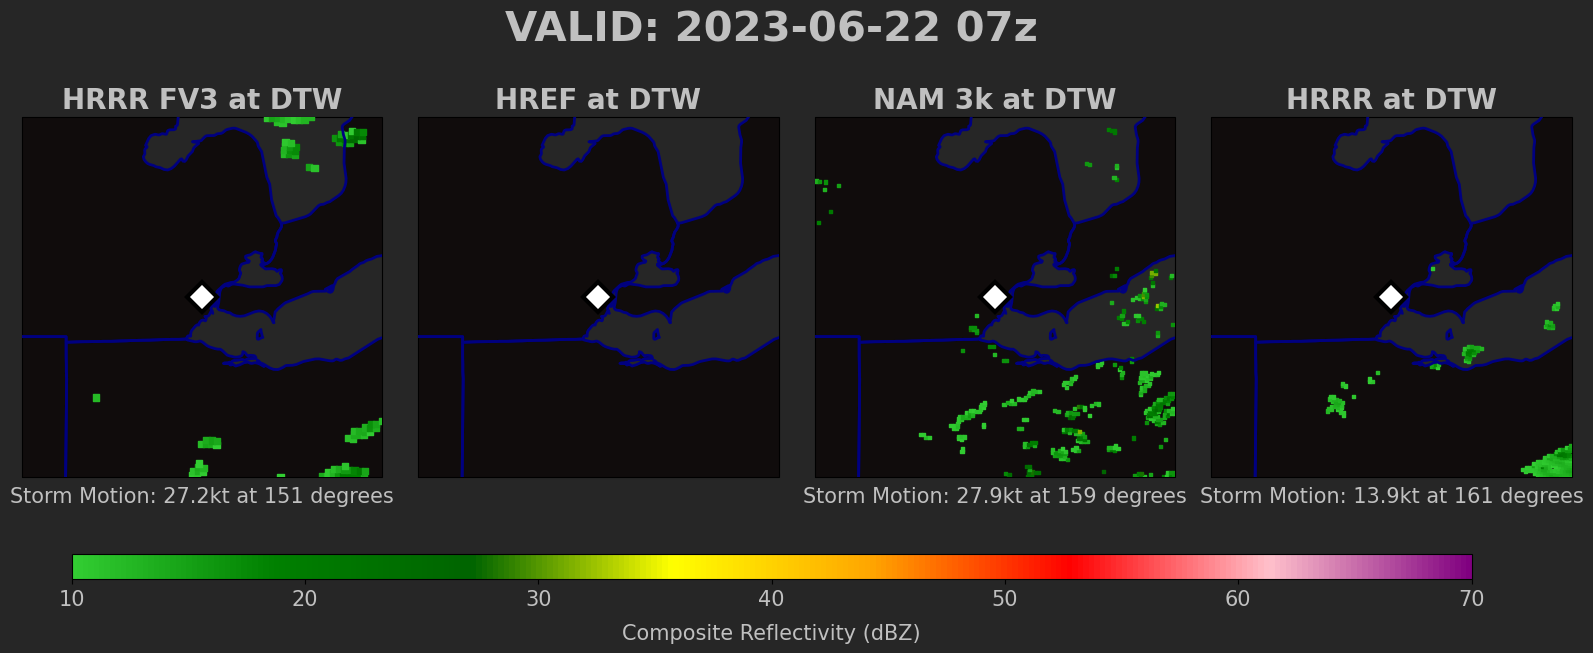 VALID: 2023-06-22 07z
HRRR FV3 at DTW
HREF at DTW
NAM 3k at DTW
HRRR at DTW
Storm Motion: 27.2kt at 151 degrees
Storm Motion: 27.9kt at 159 degrees
Storm Motion: 13.9kt at 161 degrees
10 20 30 40 50 60 70
Composite Reflectivity (dBZ)